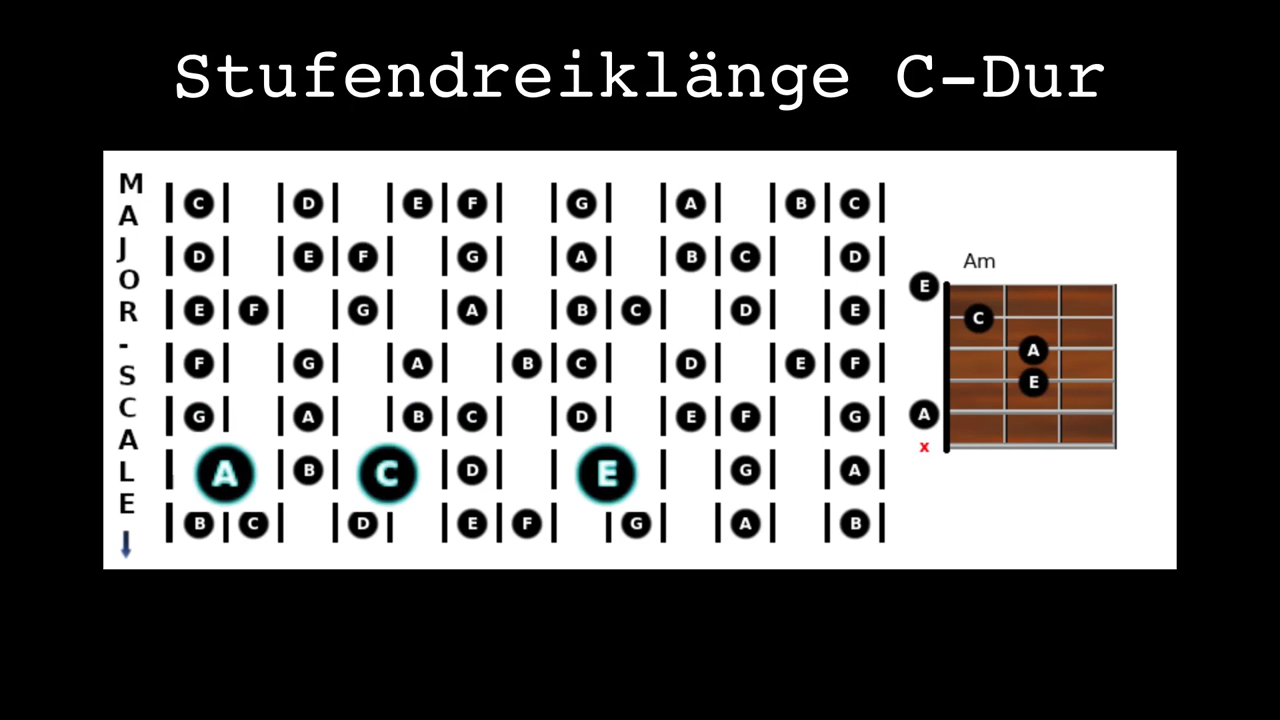 Stufendreiklänge C-Dur
MAJOR-SCALE
C D E F G A B C
D E F G A B C D
E F G A B C D E
F G A B C D E F
G A B C D E F G
A B C D E G A
B C D E F G A B
Am
E
C
A
E
A
x